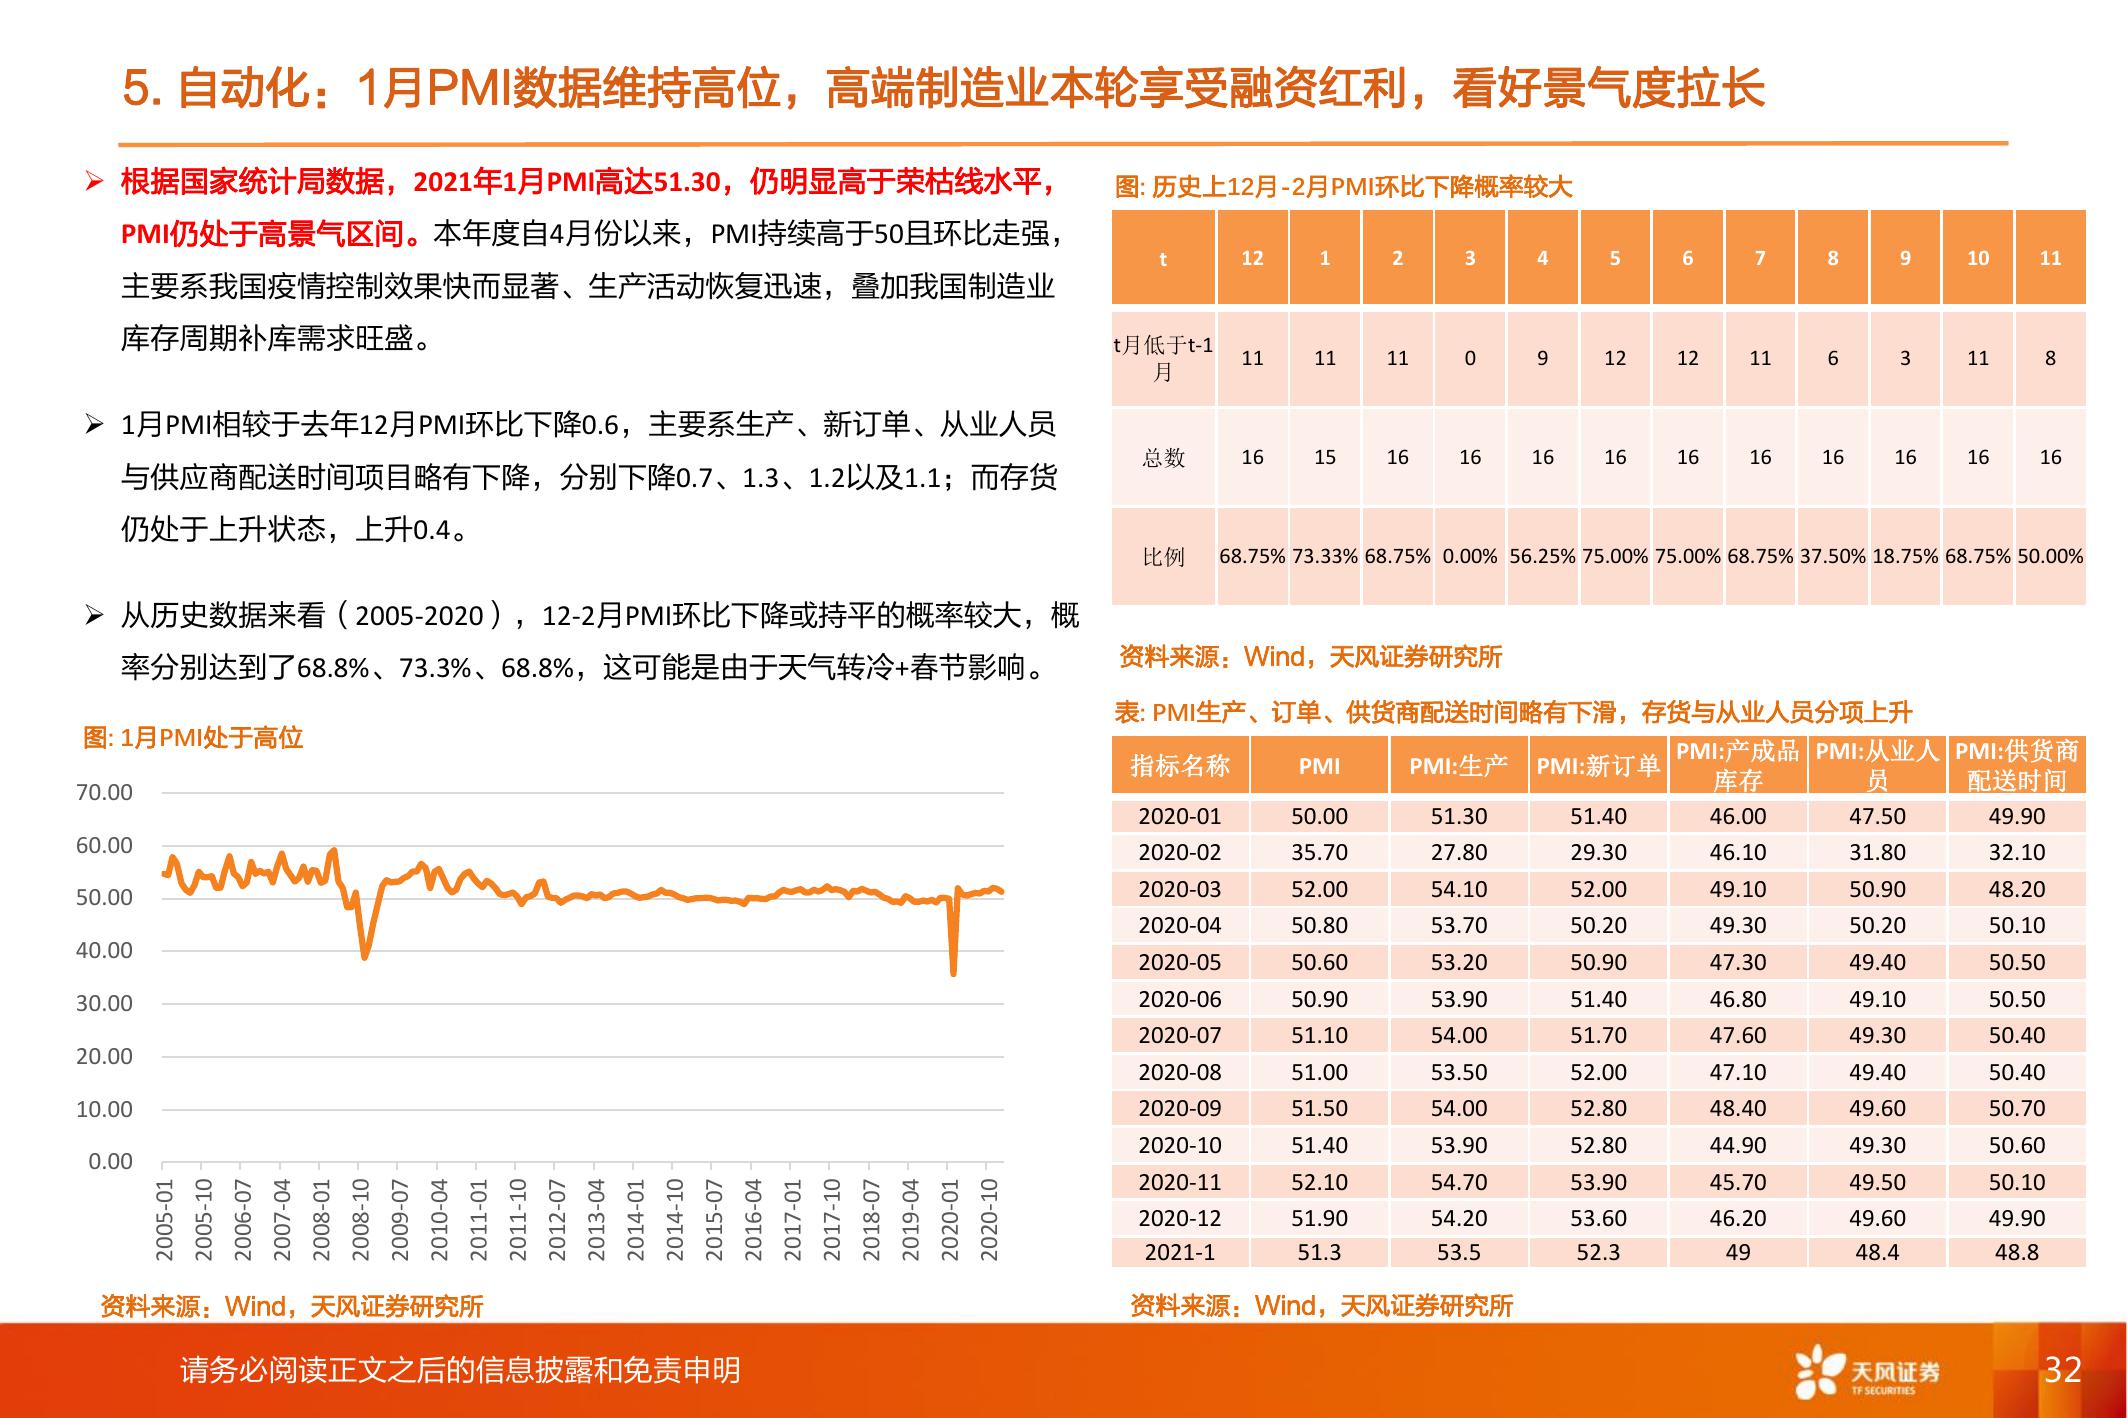 5. 自动化：1月PMI数据维持高位，高端制造业本轮享受融资红利，看好景气度拉长
➢ 根据国家统计局数据，2021年1月PMI高达51.30，仍明显高于荣枯线水平，
PMI仍处于高景气区间。本年度自4月份以来，PMI持续高于50且环比走强，
主要系我国疫情控制效果快而显著、生产活动恢复迅速，叠加我国制造业
库存周期补库需求旺盛。
➢ 1月PMI相较于去年12月PMI环比下降0.6，主要系生产、新订单、从业人员
与供应商配送时间项目略有下降，分别下降0.7、1.3、1.2以及1.1；而存货
仍处于上升状态，上升0.4。
➢ 从历史数据来看（2005-2020），12-2月PMI环比下降或持平的概率较大，概
率分别达到了68.8%、73.3%、68.8%，这可能是由于天气转冷+春节影响。
图: 1月PMI处于高位
70.00
60.00
50.00
40.00
30.00
20.00
10.00
0.00
2005-01 2005-10 2006-07 2007-04 2008-01 2008-10 2009-07 2010-04 2011-01 2011-10 2012-07 2013-04 2014-01 2014-10 2015-07 2016-04 2017-01 2017-10 2018-07 2019-04 2020-01 2020-10
资料来源：Wind，天风证券研究所
图: 历史上12月-2月PMI环比下降概率较大
t 12 1 2 3 4 5 6 7 8 9 10 11
t月低于t-1
月 11 11 11 0 9 12 12 11 6 3 11 8
总数 16 15 16 16 16 16 16 16 16 16 16 16
比例 68.75% 73.33% 68.75% 0.00% 56.25% 75.00% 75.00% 68.75% 37.50% 18.75% 68.75% 50.00%
资料来源：Wind，天风证券研究所
表: PMI生产、订单、供货商配送时间略有下滑，存货与从业人员分项上升
指标名称 PMI PMI:生产 PMI:新订单 PMI:产成品库存 PMI:从业人员 PMI:供货商配送时间
2020-01 50.00 51.30 51.40 46.00 47.50 49.90
2020-02 35.70 27.80 29.30 46.10 31.80 32.10
2020-03 52.00 54.10 52.00 49.10 50.90 48.20
2020-04 50.80 53.70 50.20 49.30 50.20 50.10
2020-05 50.60 53.20 50.90 47.30 49.40 50.50
2020-06 50.90 53.90 51.40 46.80 49.10 50.50
2020-07 51.10 54.00 51.70 47.60 49.30 50.40
2020-08 51.00 53.50 52.00 47.10 49.40 50.40
2020-09 51.50 54.00 52.80 48.40 49.60 50.70
2020-10 51.40 53.90 52.80 44.90 49.30 50.60
2020-11 52.10 54.70 53.90 45.70 49.50 50.10
2020-12 51.90 54.20 53.60 46.20 49.60 49.90
2021-1 51.3 53.5 52.3 49 48.4 48.8
资料来源：Wind，天风证券研究所
请务必阅读正文之后的信息披露和免责申明
天风证券
TF SECURITIES
32